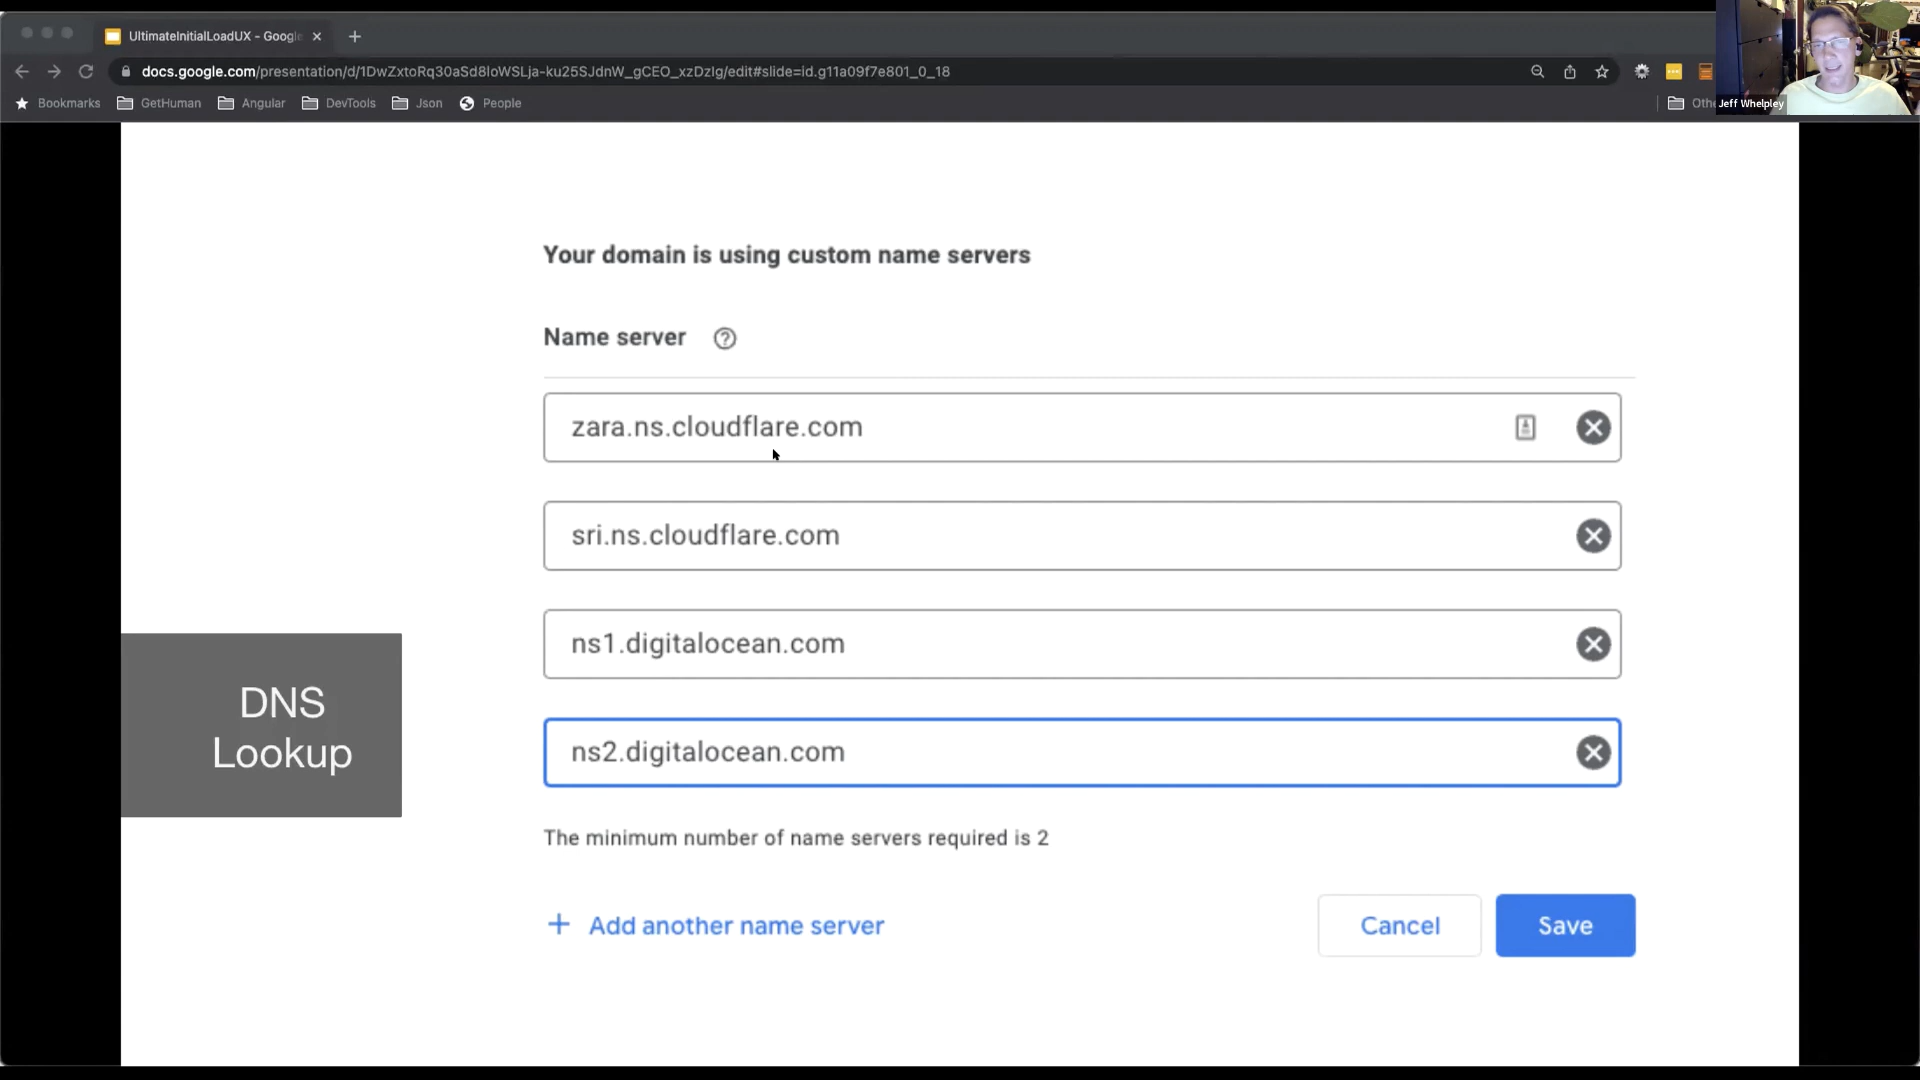 UltimateInitialLoadUX - Google
docs.google.com/presentation/d/1DwZxtoRq30aSd8loWSLja-ku25SJdnW_gCEO_xzDzIg/edit#slide=id.g11a09f7e801_0_18
Bookmarks GetHuman Angular DevTools Json People
Jeff Whelpley
Your domain is using custom name servers
Name server
zara.ns.cloudflare.com
sri.ns.cloudflare.com
ns1.digitalocean.com
DNS
Lookup
ns2.digitalocean.com
The minimum number of name servers required is 2
+ Add another name server
Cancel
Save